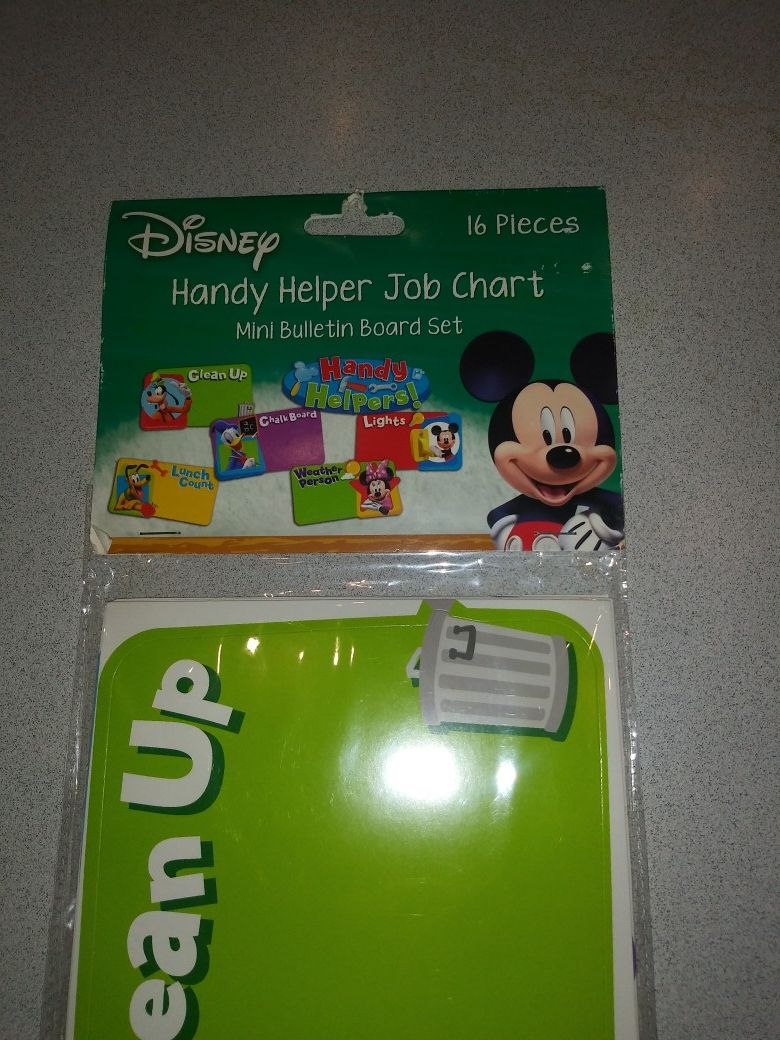 Disney
16 Pieces
Handy Helper Job Chart
Mini Bulletin Board Set
Clean Up
Handy
Helpers!
Chalk Board
Lights
Lunch
Count
Weather
Person
ean Up